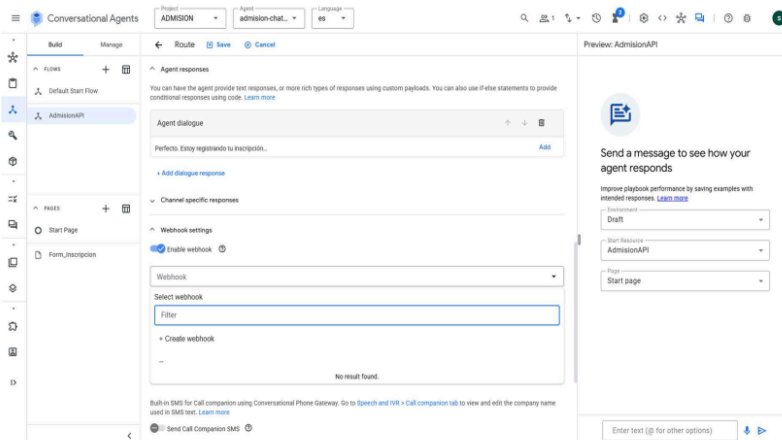 Conversational Agents
Project
ADMISION
Agent
admision-chat...
Language
es
1
2
S
Build
Manage
FLOWS
Default Start Flow
AdmisionAPI
PAGES
Start Page
Form_Inscripcion
Route
Save
Cancel
Agent responses
You can have the agent provide text responses, or more rich types of responses using custom payloads. You can also use if-else statements to provide
conditional responses using code. Learn more
Agent dialogue
Perfecto. Estoy registrando tu inscripción...
Add
+ Add dialogue response
Channel specific responses
Webhook settings
Enable webhook
Webhook
Select webhook
Filter
+ Create webhook
--
No result found.
Built-in SMS for Call companion using Conversational Phone Gateway. Go to Speech and IVR > Call companion tab to view and edit the company name
used in SMS text. Learn more
Send Call Companion SMS
Preview: AdmisionAPI
Send a message to see how your
agent responds
Improve playbook performance by saving examples with
intended responses. Learn more
Environment
Draft
Start Resource
AdmisionAPI
Page
Start page
Enter text (@ for other options)